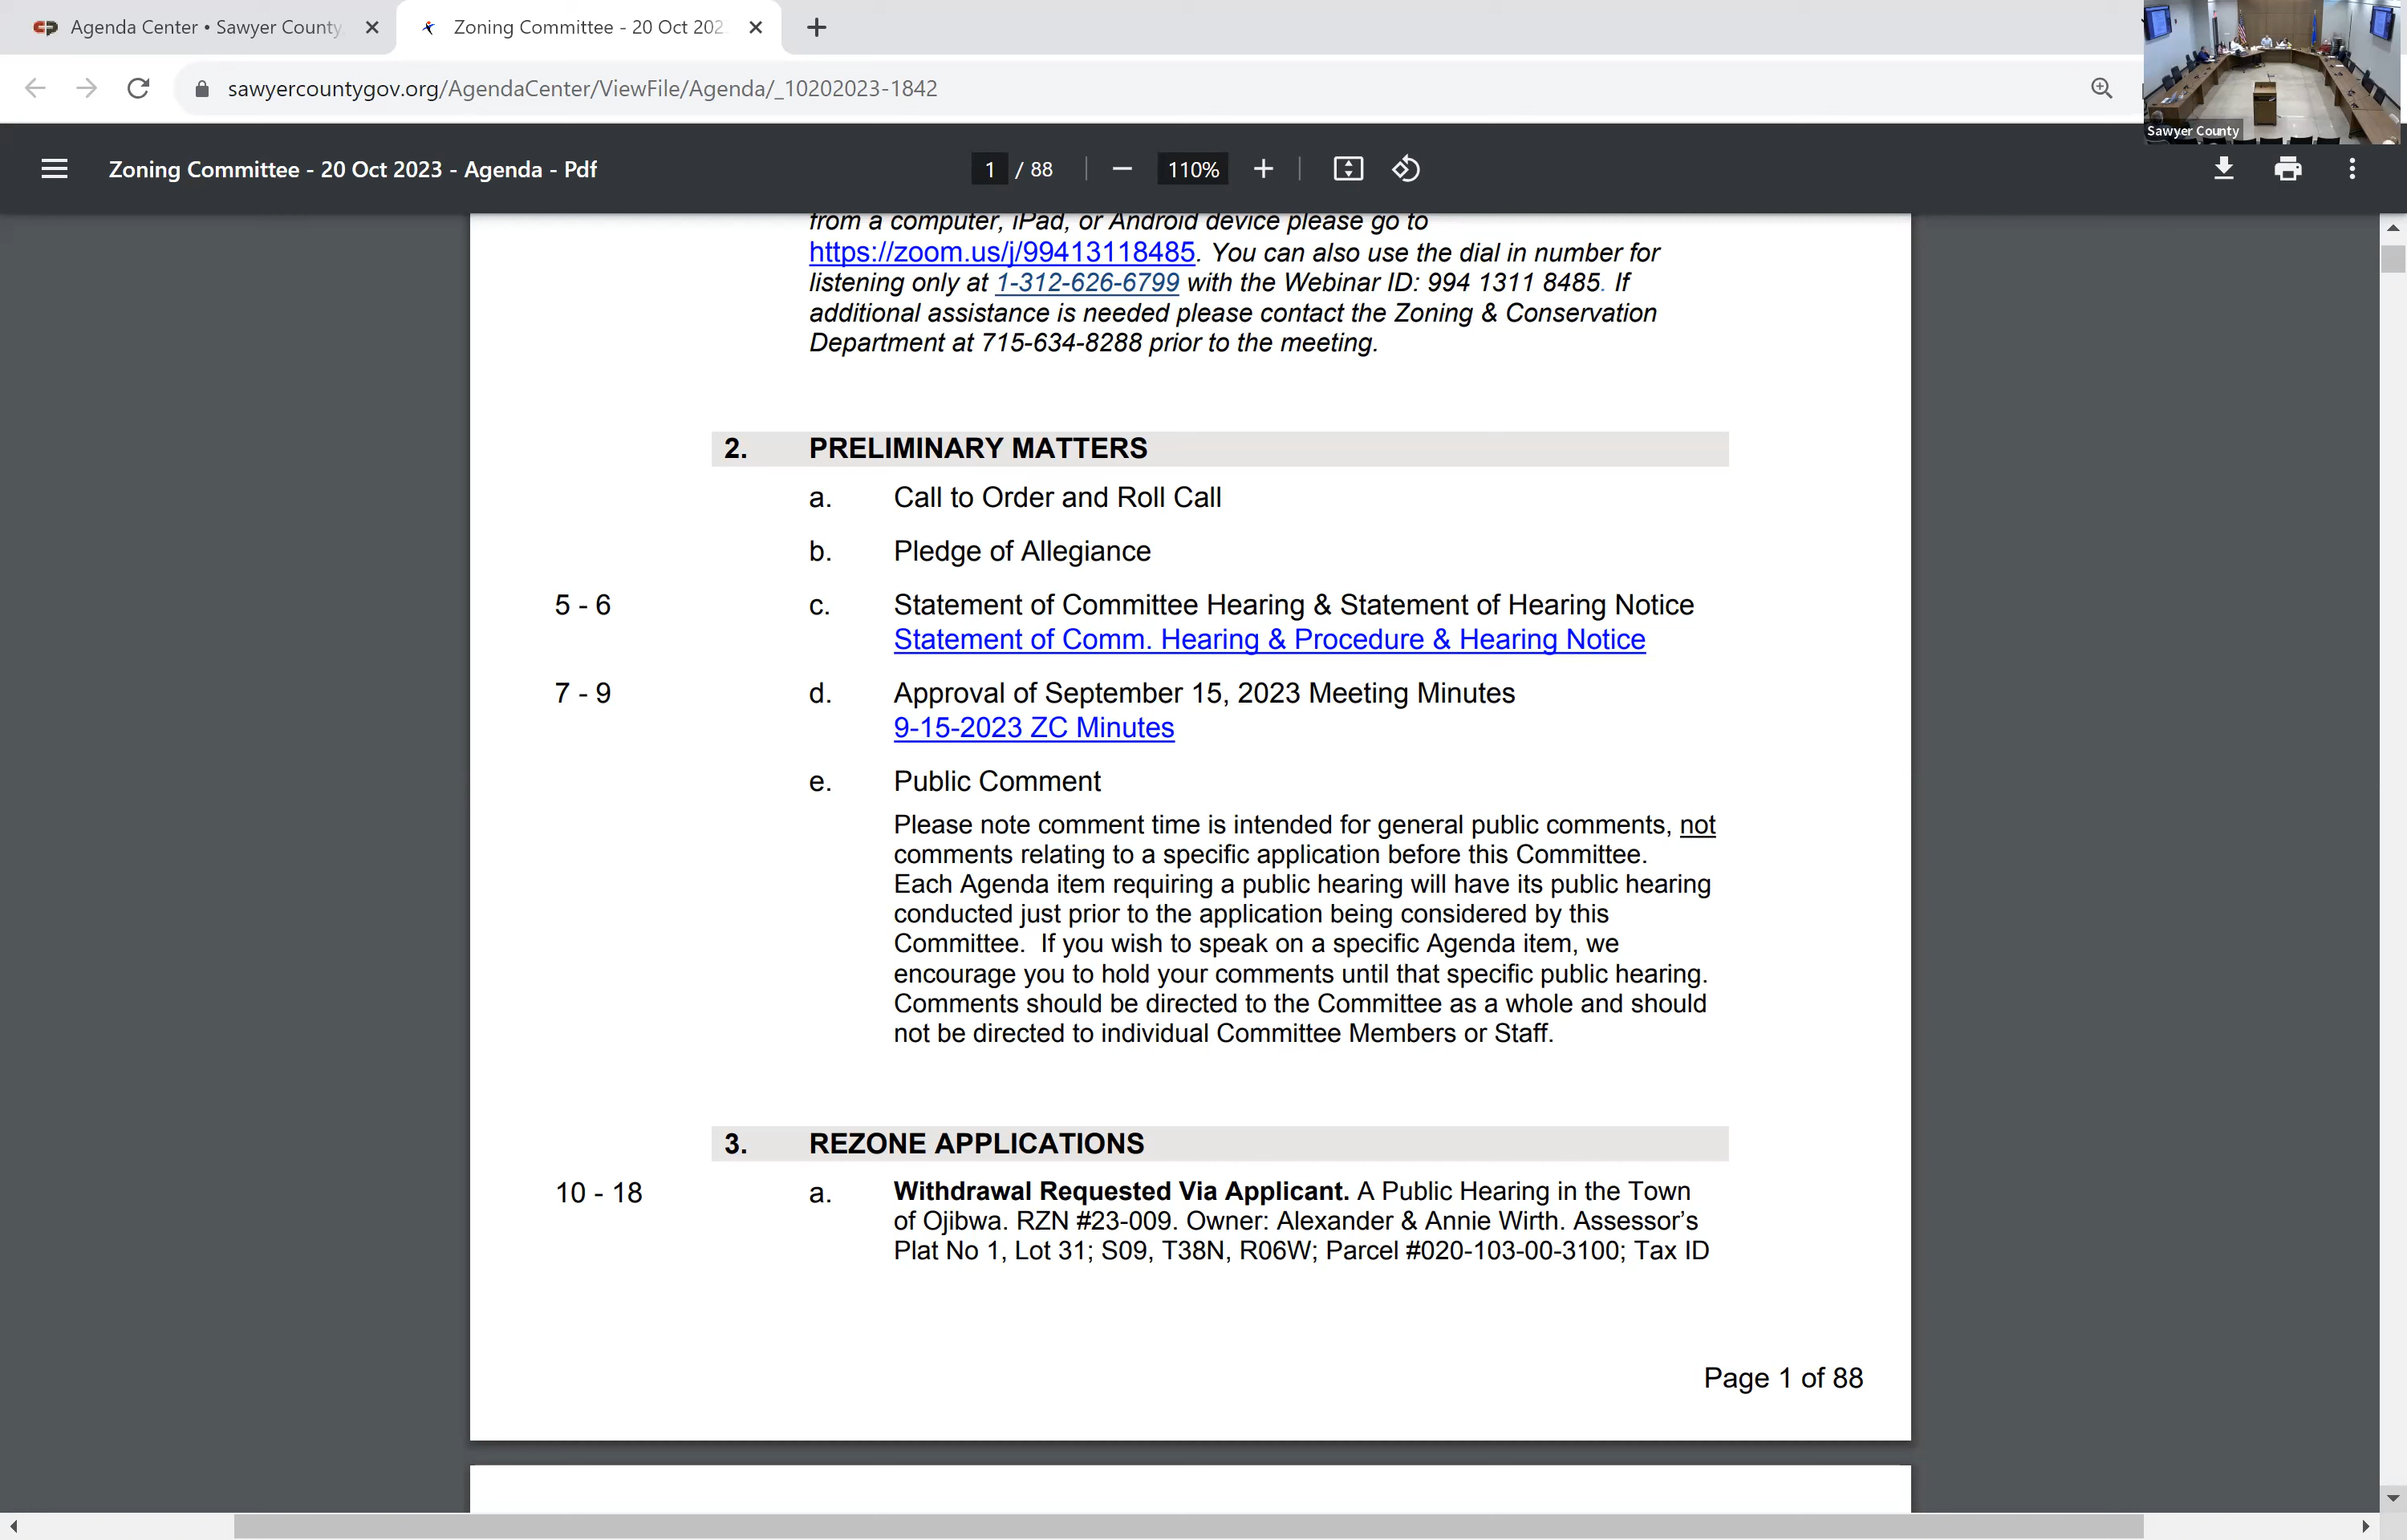 Agenda Center • Sawyer County
Zoning Committee - 20 Oct 202
sawyercountygov.org/AgendaCenter/ViewFile/Agenda/_10202023-1842
Sawyer County
Zoning Committee - 20 Oct 2023 - Agenda - Pdf
1 / 88
110%
from a computer, iPad, or Android device please go to
https://zoom.us/j/99413118485. You can also use the dial in number for
listening only at 1-312-626-6799 with the Webinar ID: 994 1311 8485. If
additional assistance is needed please contact the Zoning & Conservation
Department at 715-634-8288 prior to the meeting.
2. PRELIMINARY MATTERS
a. Call to Order and Roll Call
b. Pledge of Allegiance
5 - 6 c. Statement of Committee Hearing & Statement of Hearing Notice
Statement of Comm. Hearing & Procedure & Hearing Notice
7 - 9 d. Approval of September 15, 2023 Meeting Minutes
9-15-2023 ZC Minutes
e. Public Comment
Please note comment time is intended for general public comments, not
comments relating to a specific application before this Committee.
Each Agenda item requiring a public hearing will have its public hearing
conducted just prior to the application being considered by this
Committee.  If you wish to speak on a specific Agenda item, we
encourage you to hold your comments until that specific public hearing.
Comments should be directed to the Committee as a whole and should
not be directed to individual Committee Members or Staff.
3. REZONE APPLICATIONS
10 - 18 a. Withdrawal Requested Via Applicant. A Public Hearing in the Town
of Ojibwa. RZN #23-009. Owner: Alexander & Annie Wirth. Assessor's
Plat No 1, Lot 31; S09, T38N, R06W; Parcel #020-103-00-3100; Tax ID
Page 1 of 88